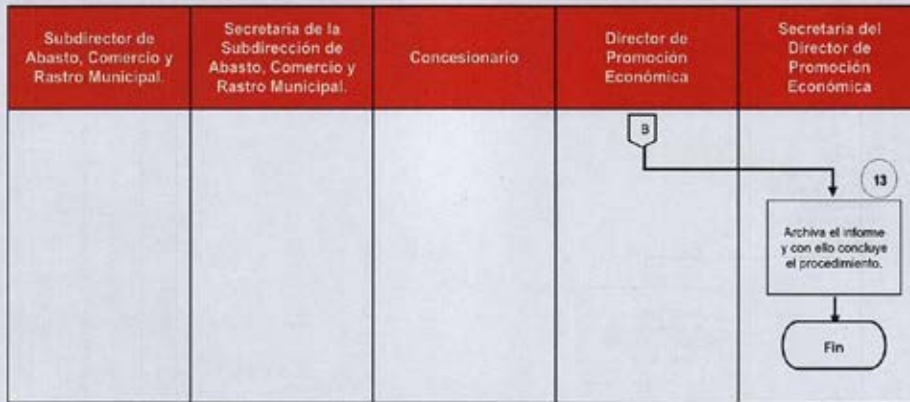 Subdirector de
Abasto, Comercio y
Rastro Municipal.
Secretaria de la
Subdirección de
Abasto, Comercio y
Rastro Municipal.
Concesionario
Director de
Promoción
Económica
Secretaria del
Director de
Promoción
Económica
B
13
Archiva el informe
y con ello concluye
el procedimiento.
Fin